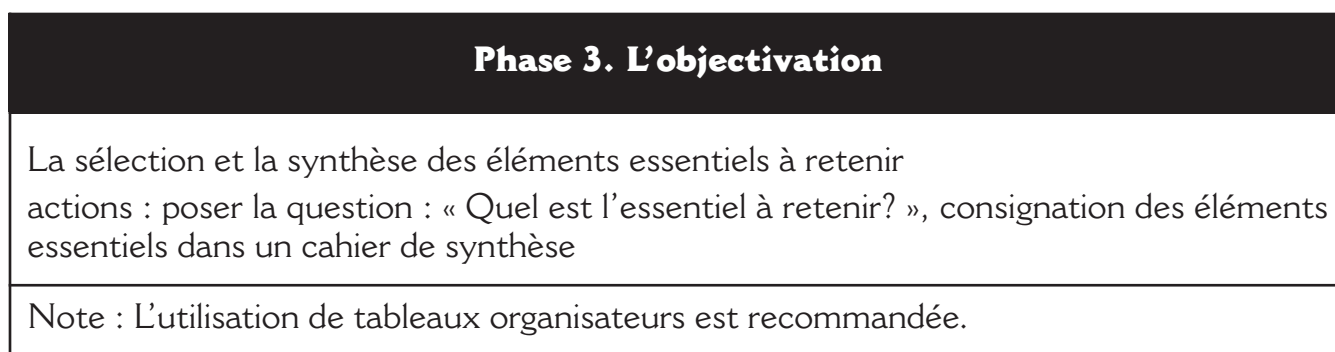 Phase 3. L'objectivation
La sélection et la synthèse des éléments essentiels à retenir
actions : poser la question : « Quel est l'essentiel à retenir? », consignation des éléments
essentiels dans un cahier de synthèse
Note : L'utilisation de tableaux organisateurs est recommandée.